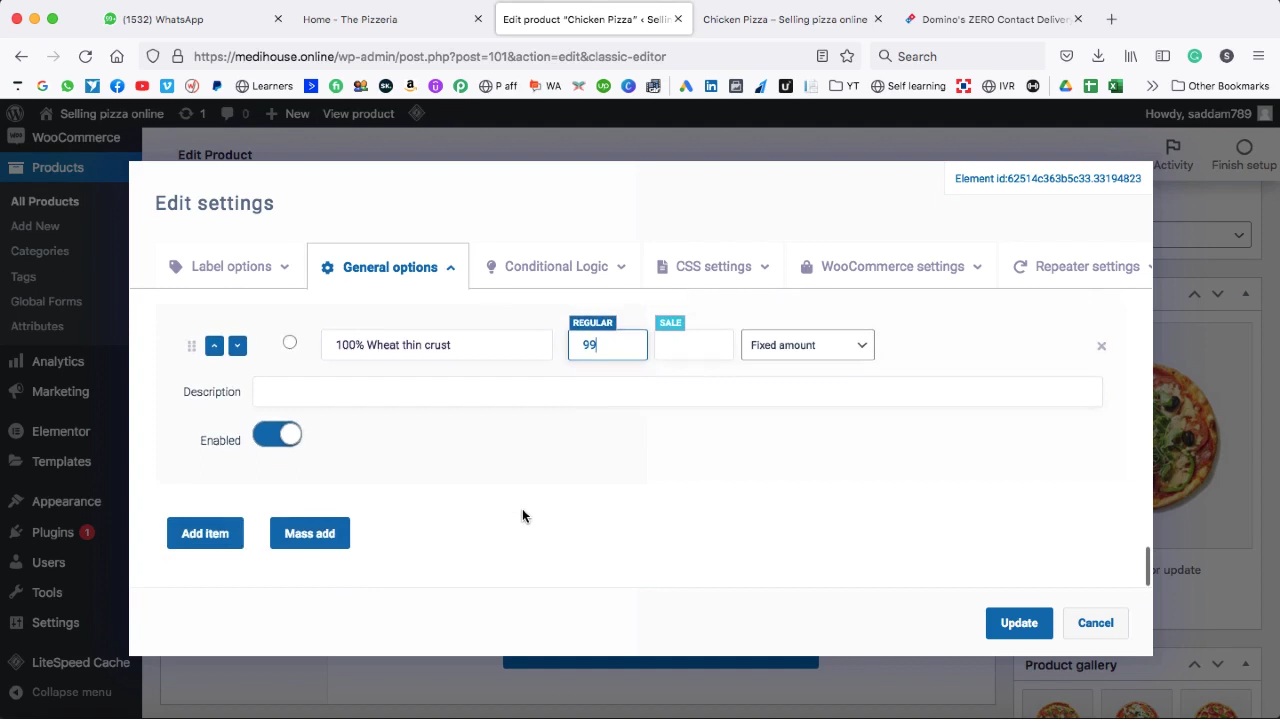 (1532) WhatsApp
Home - The Pizzeria
Edit product "Chicken Pizza" ‹ Sellin
Chicken Pizza – Selling pizza online
Domino's ZERO Contact Delivery
https://medihouse.online/wp-admin/post.php?post=101&action=edit&classic-editor
Search
Learners
P aff
WA
YT
Self learning
IVR
Other Bookmarks
Selling pizza online
1
0
New
View product
Howdy, saddam789
WooCommerce
Products
All Products
Add New
Categories
Tags
Global Forms
Attributes
Analytics
Marketing
Elementor
Templates
Appearance
Plugins 1
Users
Tools
Settings
LiteSpeed Cache
Collapse menu
Edit Product
Activity
Finish setup
Element id:62514c363b5c33.33194823
Edit settings
Label options
General options
Conditional Logic
CSS settings
WooCommerce settings
Repeater settings
REGULAR
SALE
100% Wheat thin crust
99
Fixed amount
Description
Enabled
Add item
Mass add
or update
Update
Cancel
Product gallery